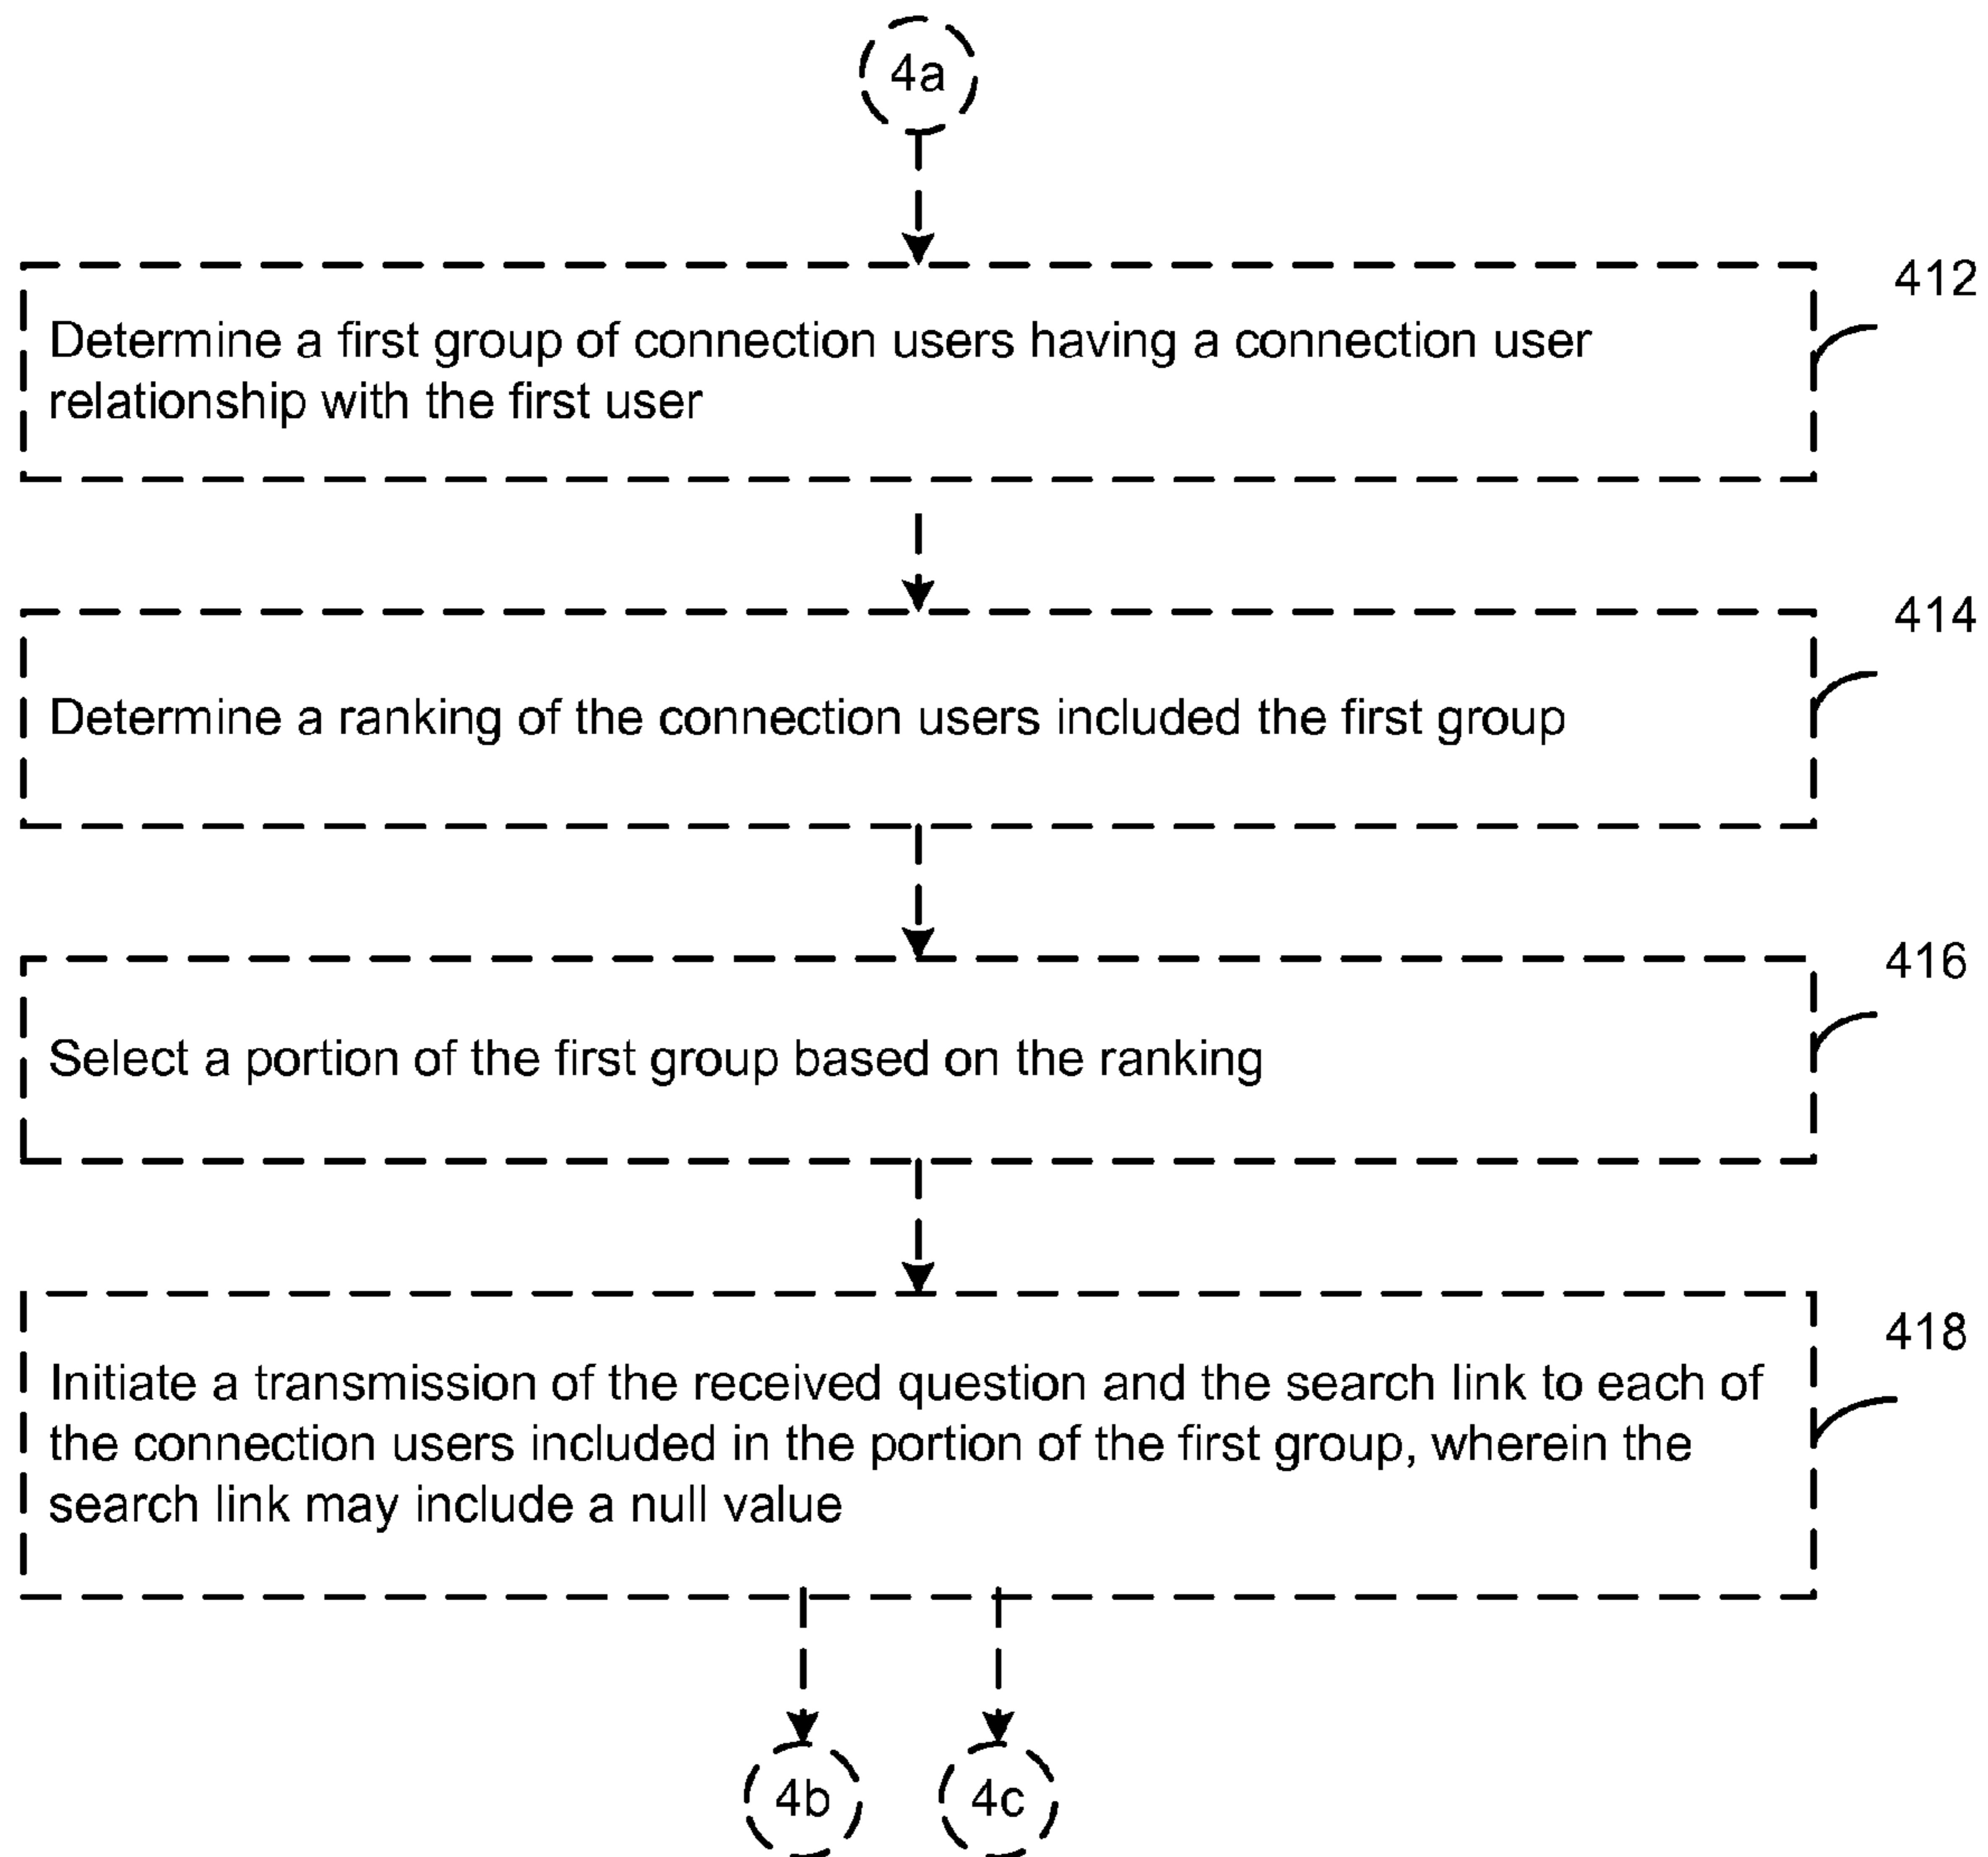 4a
412
Determine a first group of connection users having a connection user
relationship with the first user
414
Determine a ranking of the connection users included the first group
416
Select a portion of the first group based on the ranking
418
Initiate a transmission of the received question and the search link to each of
the connection users included in the portion of the first group, wherein the
search link may include a null value
4b
4c